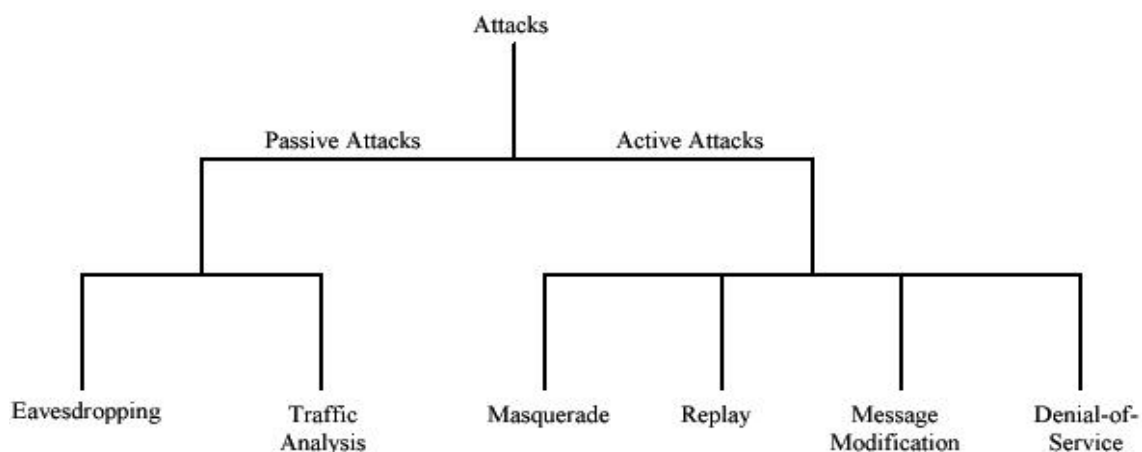 Attacks
Passive Attacks
Active Attacks
Eavesdropping
Traffic
Analysis
Masquerade
Replay
Message
Modification
Denial-of-
Service